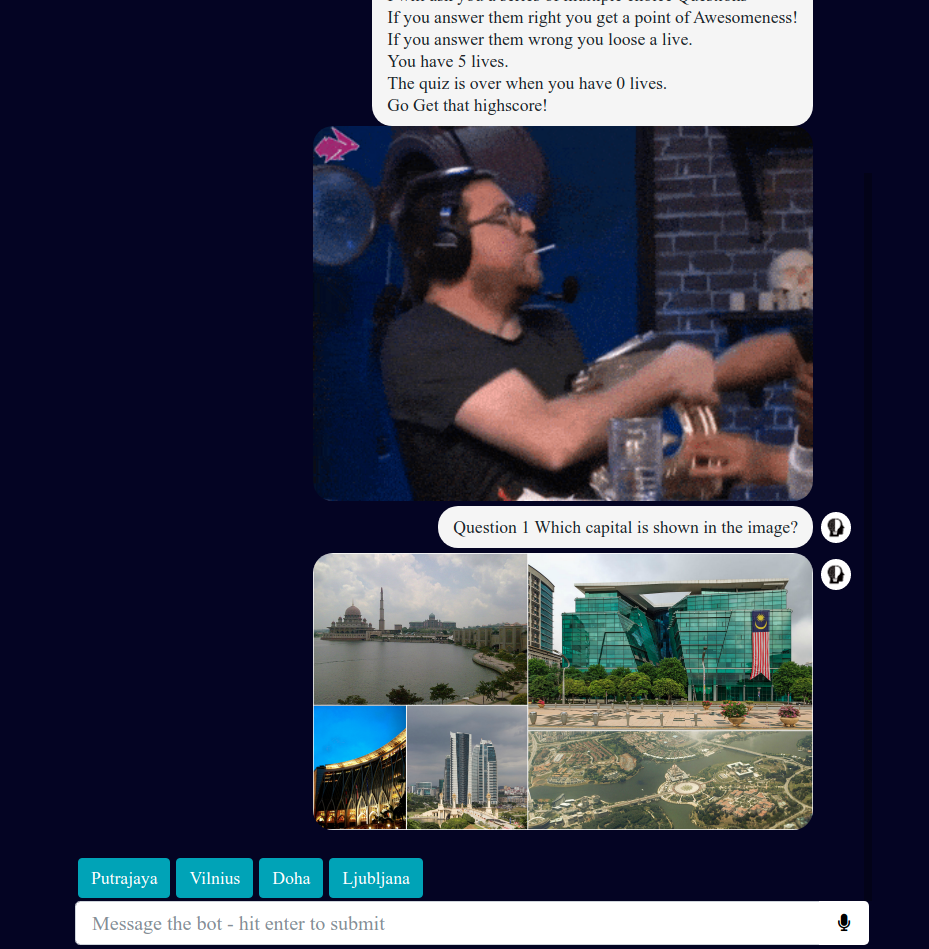 If you answer them right you get a point of Awesomeness!
If you answer them wrong you loose a live.
You have 5 lives.
The quiz is over when you have 0 lives.
Go Get that highscore!
Question 1 Which capital is shown in the image?
Putrajaya
Vilnius
Doha
Ljubljana
Message the bot - hit enter to submit